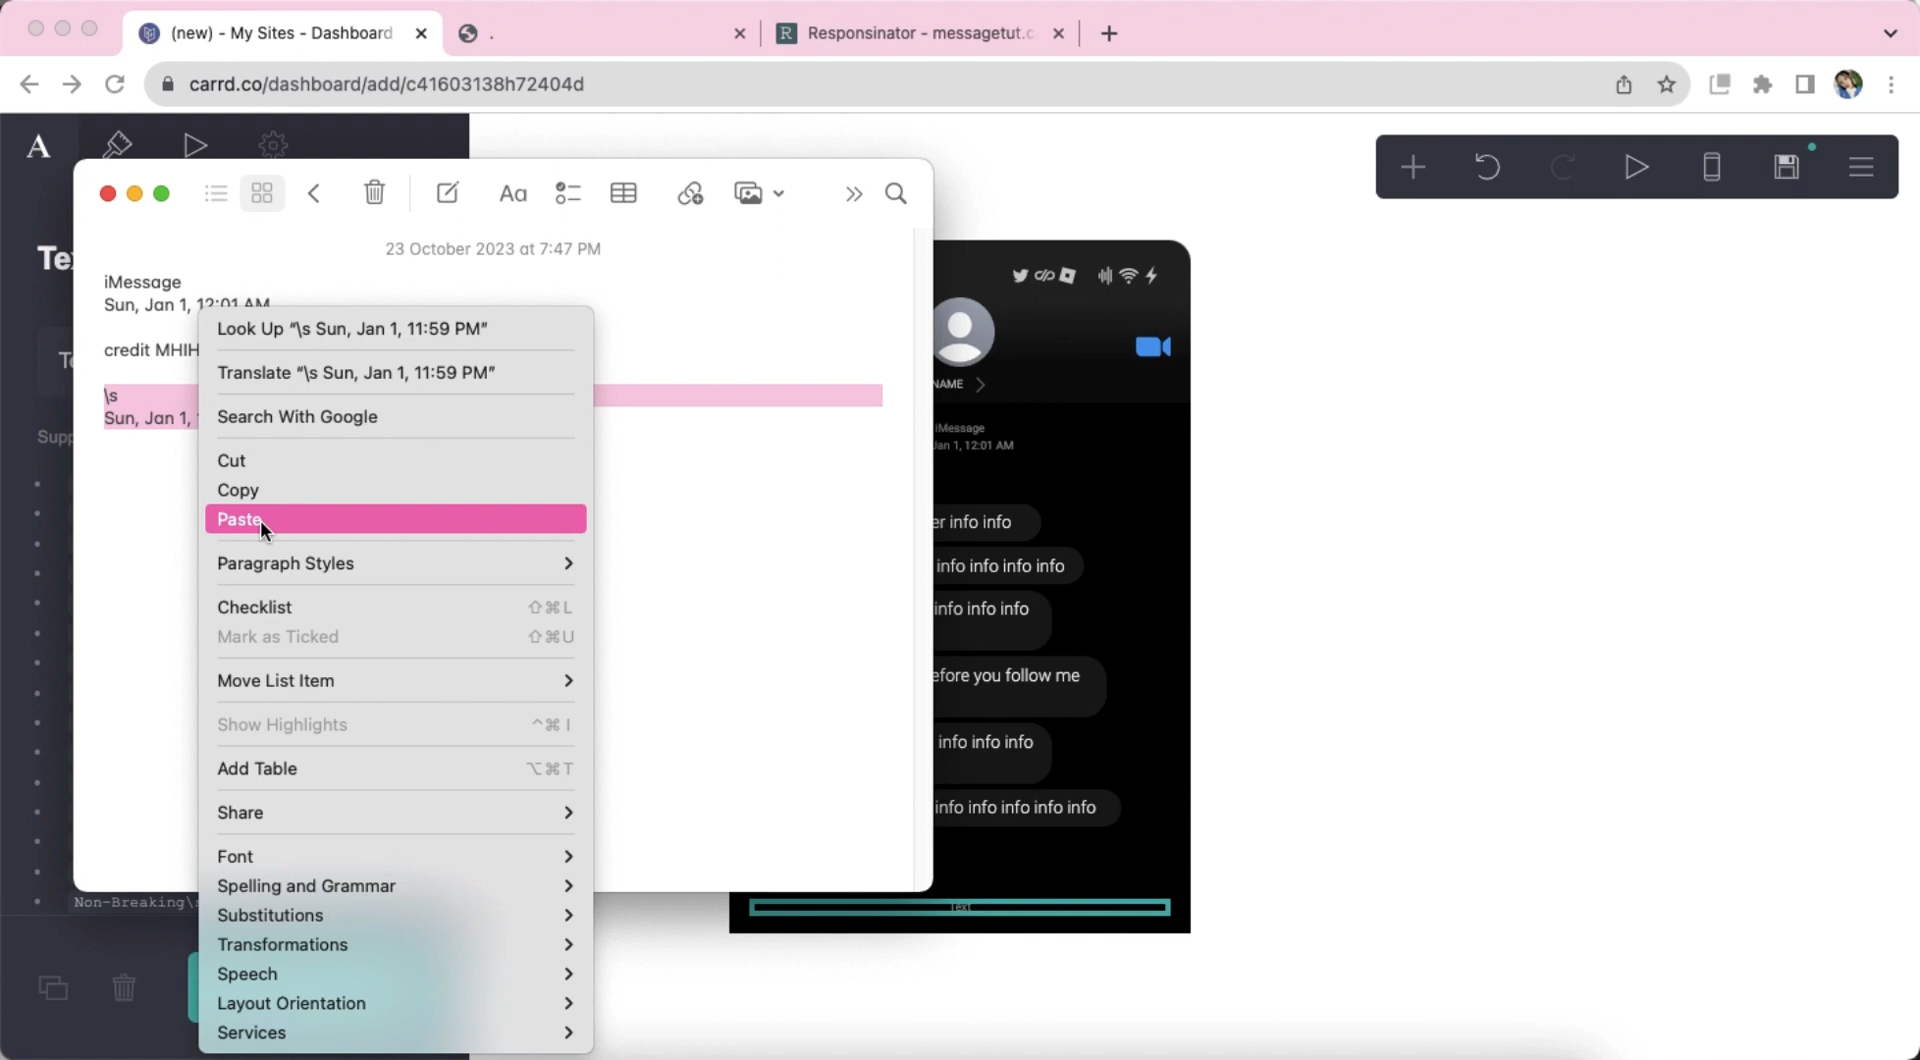 (new) - My Sites - Dashboard
.
Responsinator - messagetut.c
carrd.co/dashboard/add/c41603138h72404d
A
Aa
Te
23 October 2023 at 7:47 PM
iMessage
Sun, Jan 1, 12:01 AM
credit MHIH
\s
Sun, Jan 1,
Supp
Non-Breaking\s
Look Up “\s Sun, Jan 1, 11:59 PM”
Translate “\s Sun, Jan 1, 11:59 PM”
Search With Google
Cut
Copy
Paste
Paragraph Styles
Checklist ⇧⌘L
Mark as Ticked ⇧⌘U
Move List Item
Show Highlights ^⌘I
Add Table ⌥⌘T
Share
Font
Spelling and Grammar
Substitutions
Transformations
Speech
Layout Orientation
Services
NAME
iMessage
Jan 1, 12:01 AM
er info info
info info info info
info info info
efore you follow me
info info info
info info info info info
Text